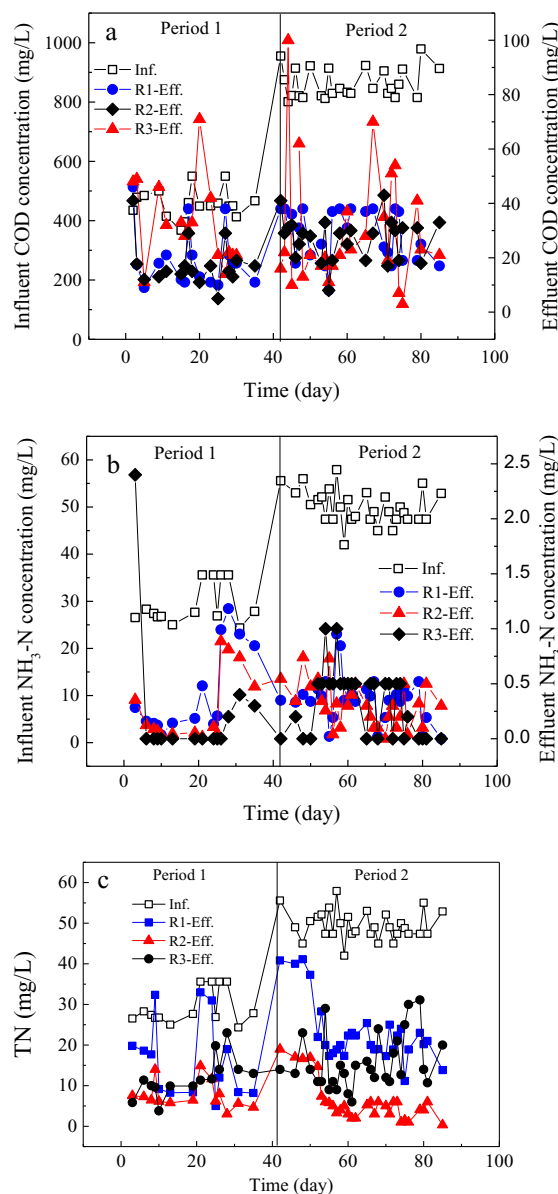 a
Period 1
Period 2
Inf.
R1-Eff.
R2-Eff.
R3-Eff.
Influent COD concentration (mg/L)
1000
800
600
400
200
0
Effluent COD concentration (mg/L)
100
80
60
40
20
0
0
20
40
60
80
100
Time (day)
b
Period 1
Period 2
Inf.
R1-Eff.
R2-Eff.
R3-Eff.
Influent NH3-N concentration (mg/L)
60
50
40
30
20
10
0
Effluent NH3-N concentration (mg/L)
2.5
2.0
1.5
1.0
0.5
0.0
0
20
40
60
80
100
Time (day)
c
Period 1
Period 2
Inf.
R1-Eff.
R2-Eff.
R3-Eff.
TN (mg/L)
60
50
40
30
20
10
0
0
20
40
60
80
100
Time (day)